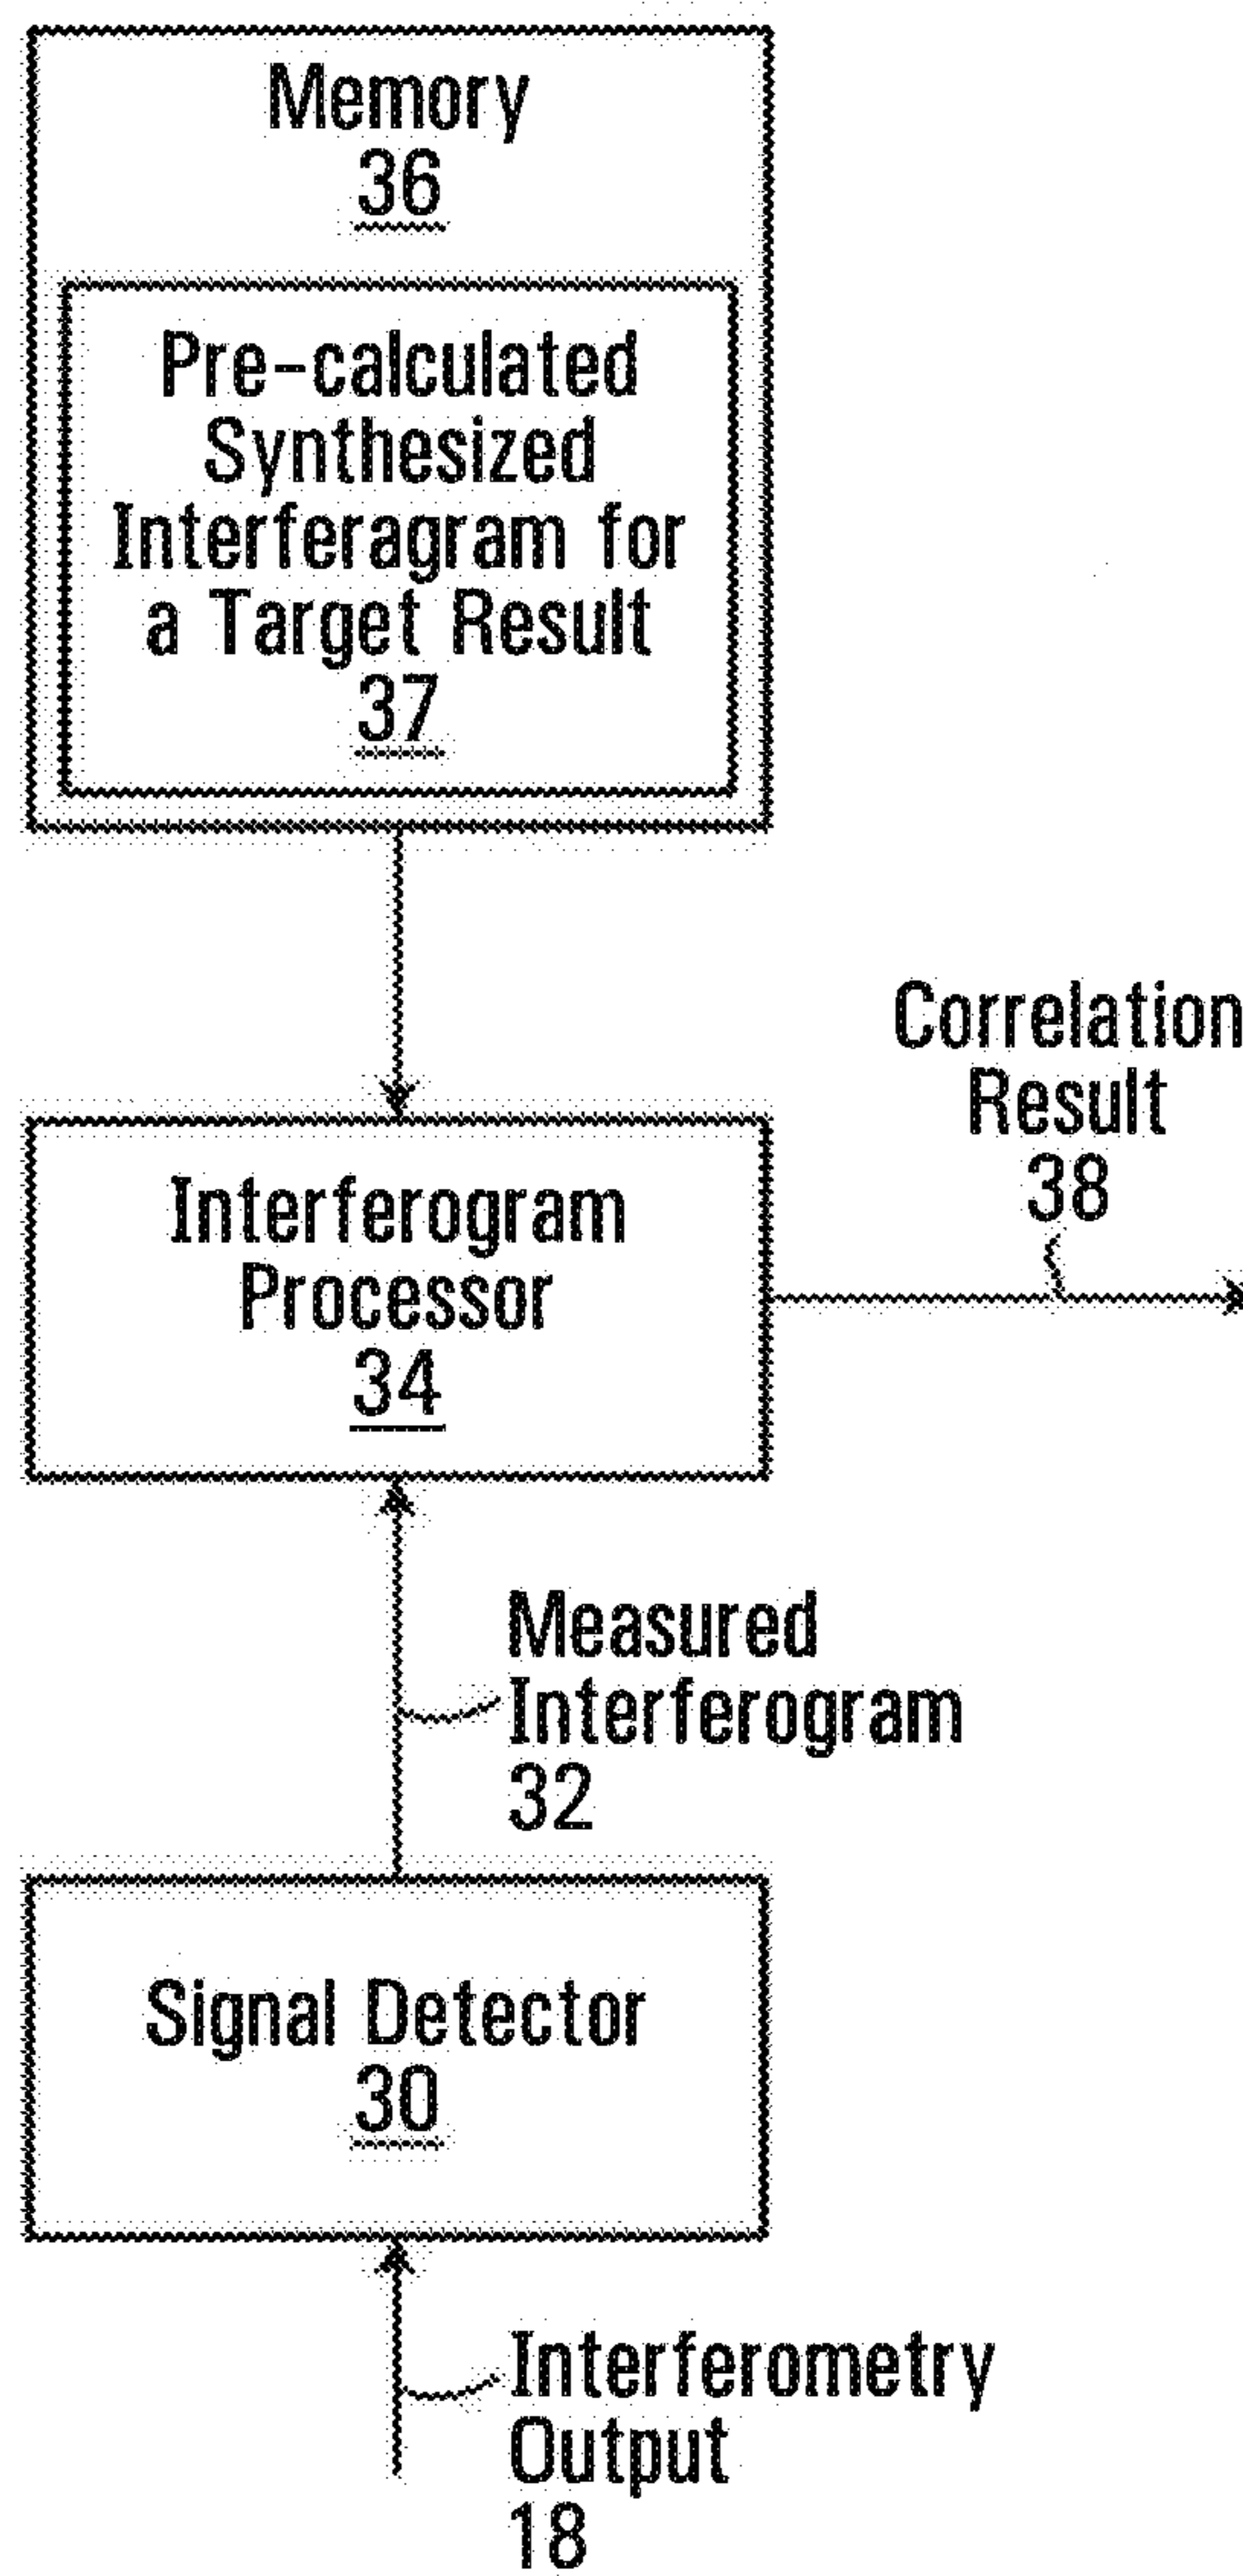 Memory
36
Pre-calculated
Synthesized
Interferagram for
a Target Result
37
Correlation
Result
38
Interferogram
Processor
34
Measured
Interferogram
32
Signal Detector
30
Interferometry
Output
18